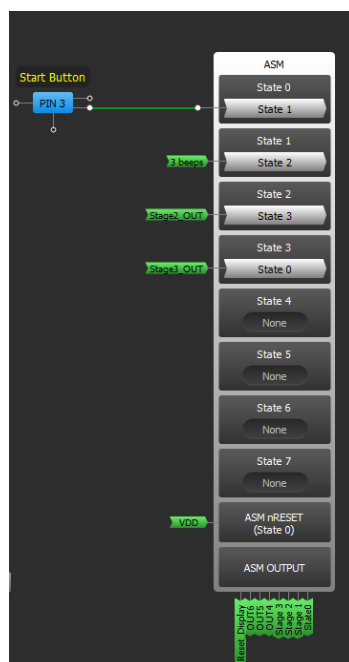 ASM
Start Button
State 0
PIN 3
State 1
State 1
3 beeps
State 2
State 2
Stage2_OUT
State 3
State 3
Stage3_OUT
State 0
State 4
None
State 5
None
State 6
None
State 7
None
VDD
ASM nRESET
(State 0)
ASM OUTPUT
Reset_Display
OUT6
OUT5
OUT4
Stage 3
Stage 2
Stage 1
State0